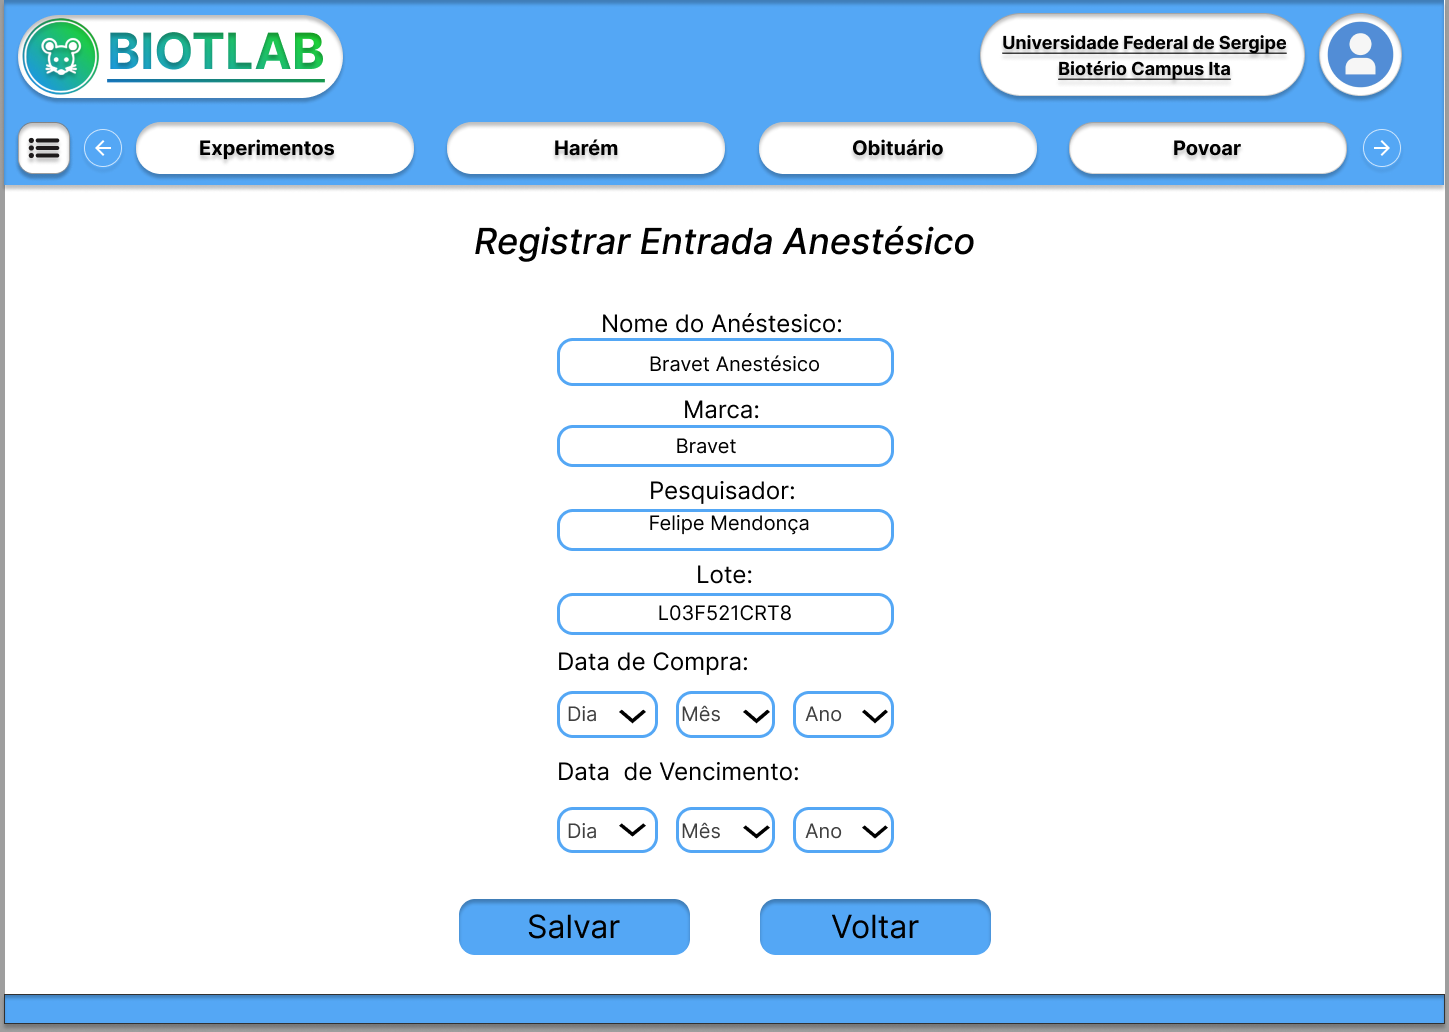 BIOTLAB
Universidade Federal de Sergipe
Biotério Campus Ita
Experimentos
Harém
Obituário
Povoar
Registrar Entrada Anestésico
Nome do Anéstesico:
Bravet Anestésico
Marca:
Bravet
Pesquisador:
Felipe Mendonça
Lote:
L03F521CRT8
Data de Compra:
Dia Mês Ano
Data de Vencimento:
Dia Mês Ano
Salvar
Voltar